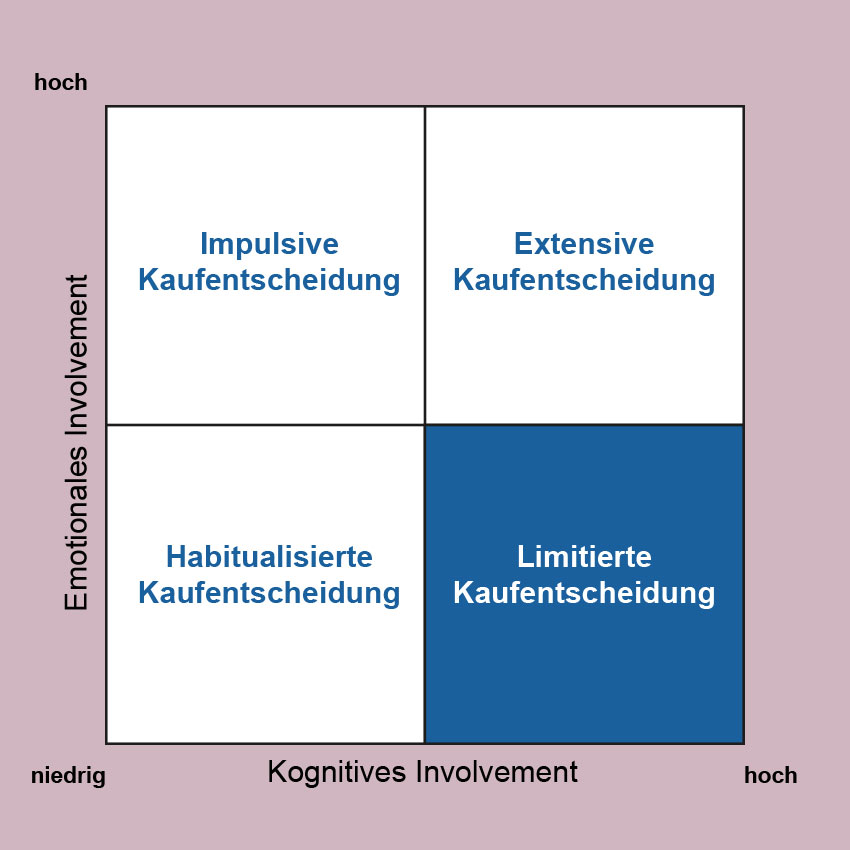 hoch
Impulsive
Kaufentscheidung
Extensive
Kaufentscheidung
Emotionales Involvement
Habitualisierte
Kaufentscheidung
Limitierte
Kaufentscheidung
niedrig
Kognitives Involvement
hoch